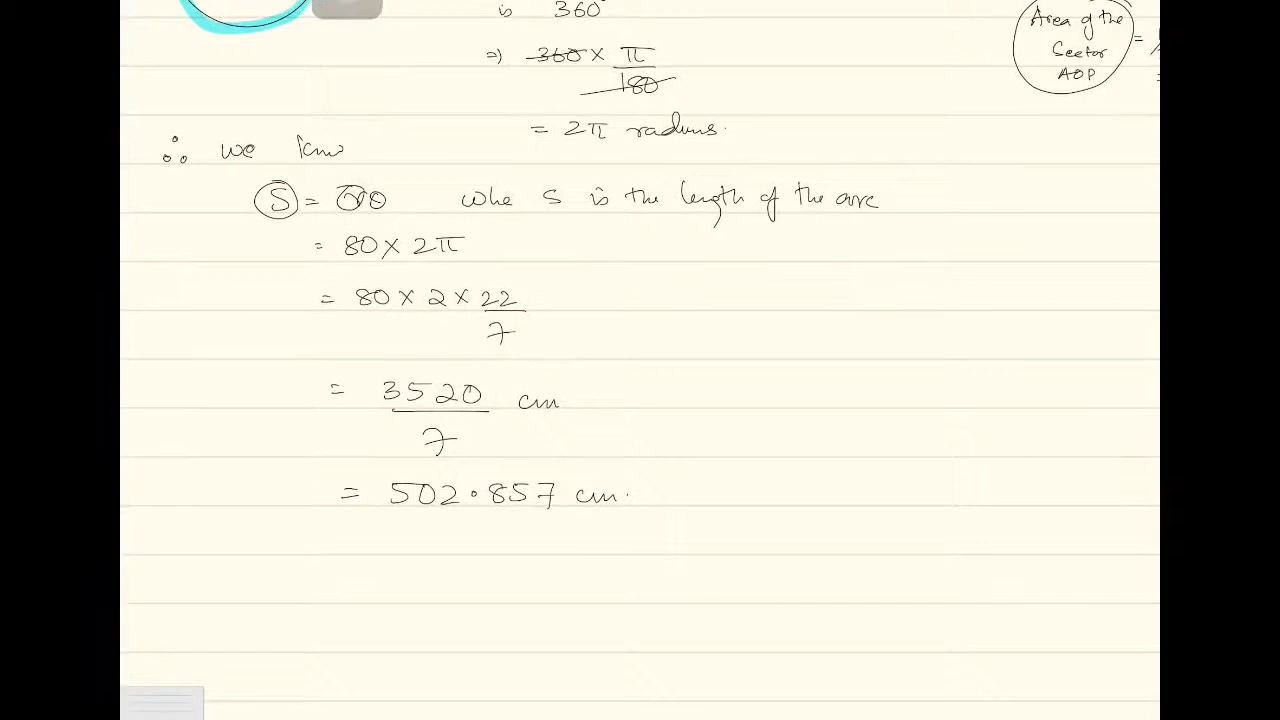 is 360°
⇒ 360 × π/180
= 2π radians.
Area of the
Sector
AOP
=
∴ we know
S = rθ where S is the length of the arc
= 80 × 2π
= 80 × 2 × 22/7
= 3520/7 cm
= 502.857 cm.